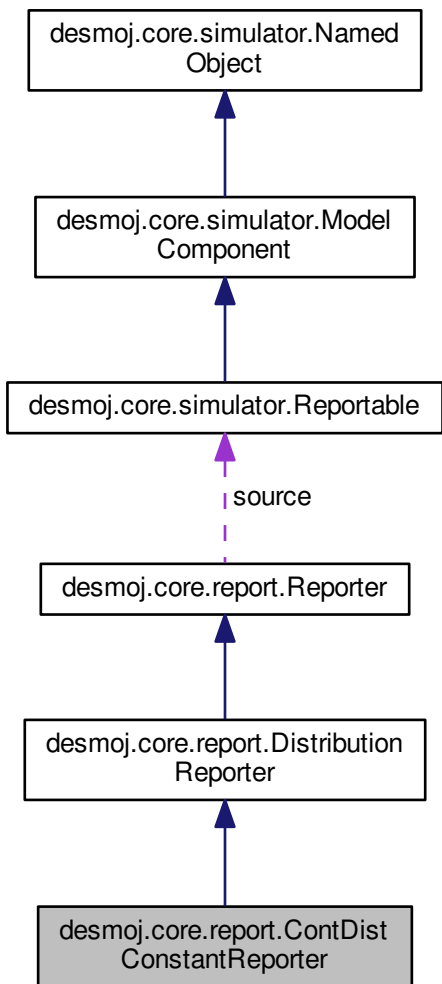 desmoj.core.simulator.Named
Object
desmoj.core.simulator.Model
Component
desmoj.core.simulator.Reportable
source
desmoj.core.report.Reporter
desmoj.core.report.Distribution
Reporter
desmoj.core.report.ContDist
ConstantReporter